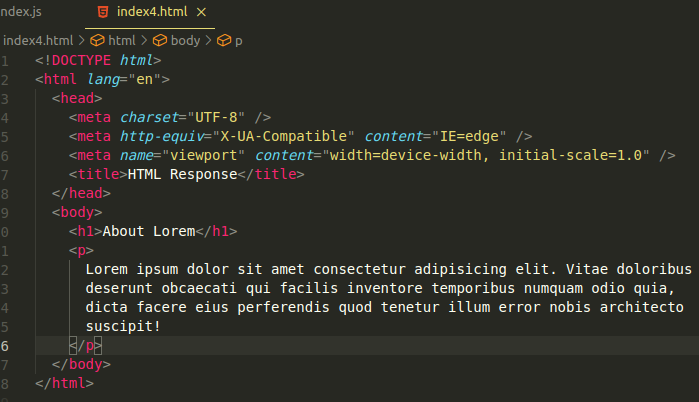 ndex.js index4.html ×
index4.html > html > body > p
1 <!DOCTYPE html>
2 <html lang="en">
3 <head>
4 <meta charset="UTF-8" />
5 <meta http-equiv="X-UA-Compatible" content="IE=edge" />
6 <meta name="viewport" content="width=device-width, initial-scale=1.0" />
7 <title>HTML Response</title>
8 </head>
9 <body>
0 <h1>About Lorem</h1>
1 <p>
2 Lorem ipsum dolor sit amet consectetur adipisicing elit. Vitae doloribus
3 deserunt obcaecati qui facilis inventore temporibus numquam odio quia,
4 dicta facere eius perferendis quod tenetur illum error nobis architecto
5 suscipit!
6 </p>
7 </body>
8 </html>